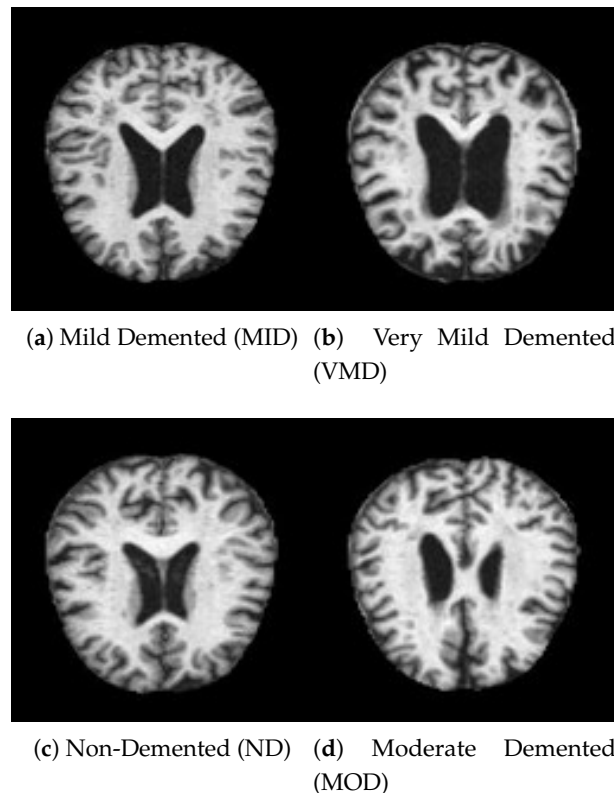 (a) Mild Demented (MID)
(b) Very Mild Demented
(VMD)
(c) Non-Demented (ND)
(d) Moderate Demented
(MOD)